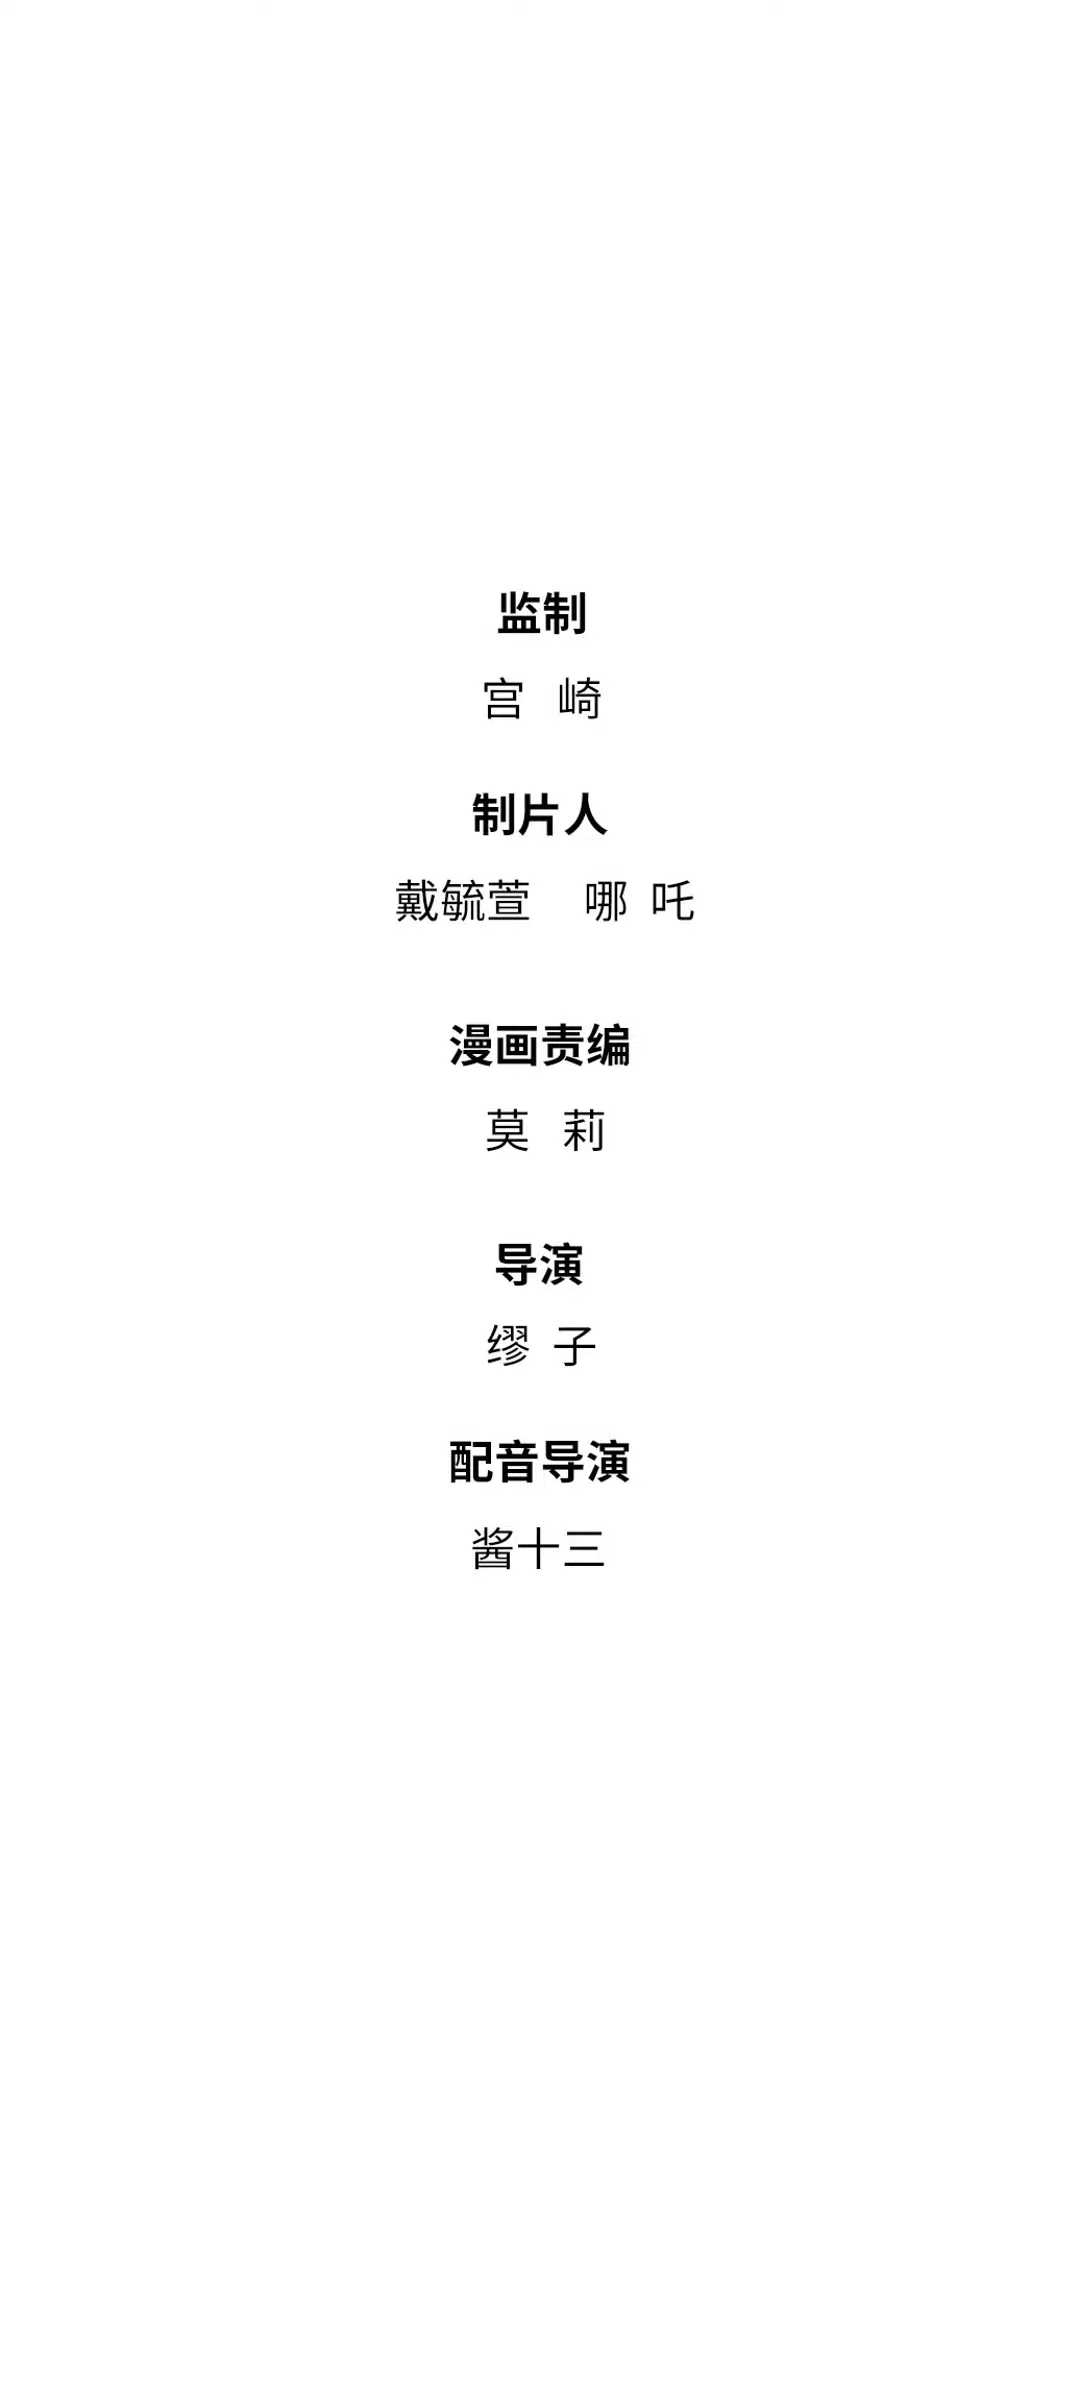 监制
宫 崎
制片人
戴毓萱 哪 吒
漫画责编
莫 莉
导演
缪 子
配音导演
酱十三